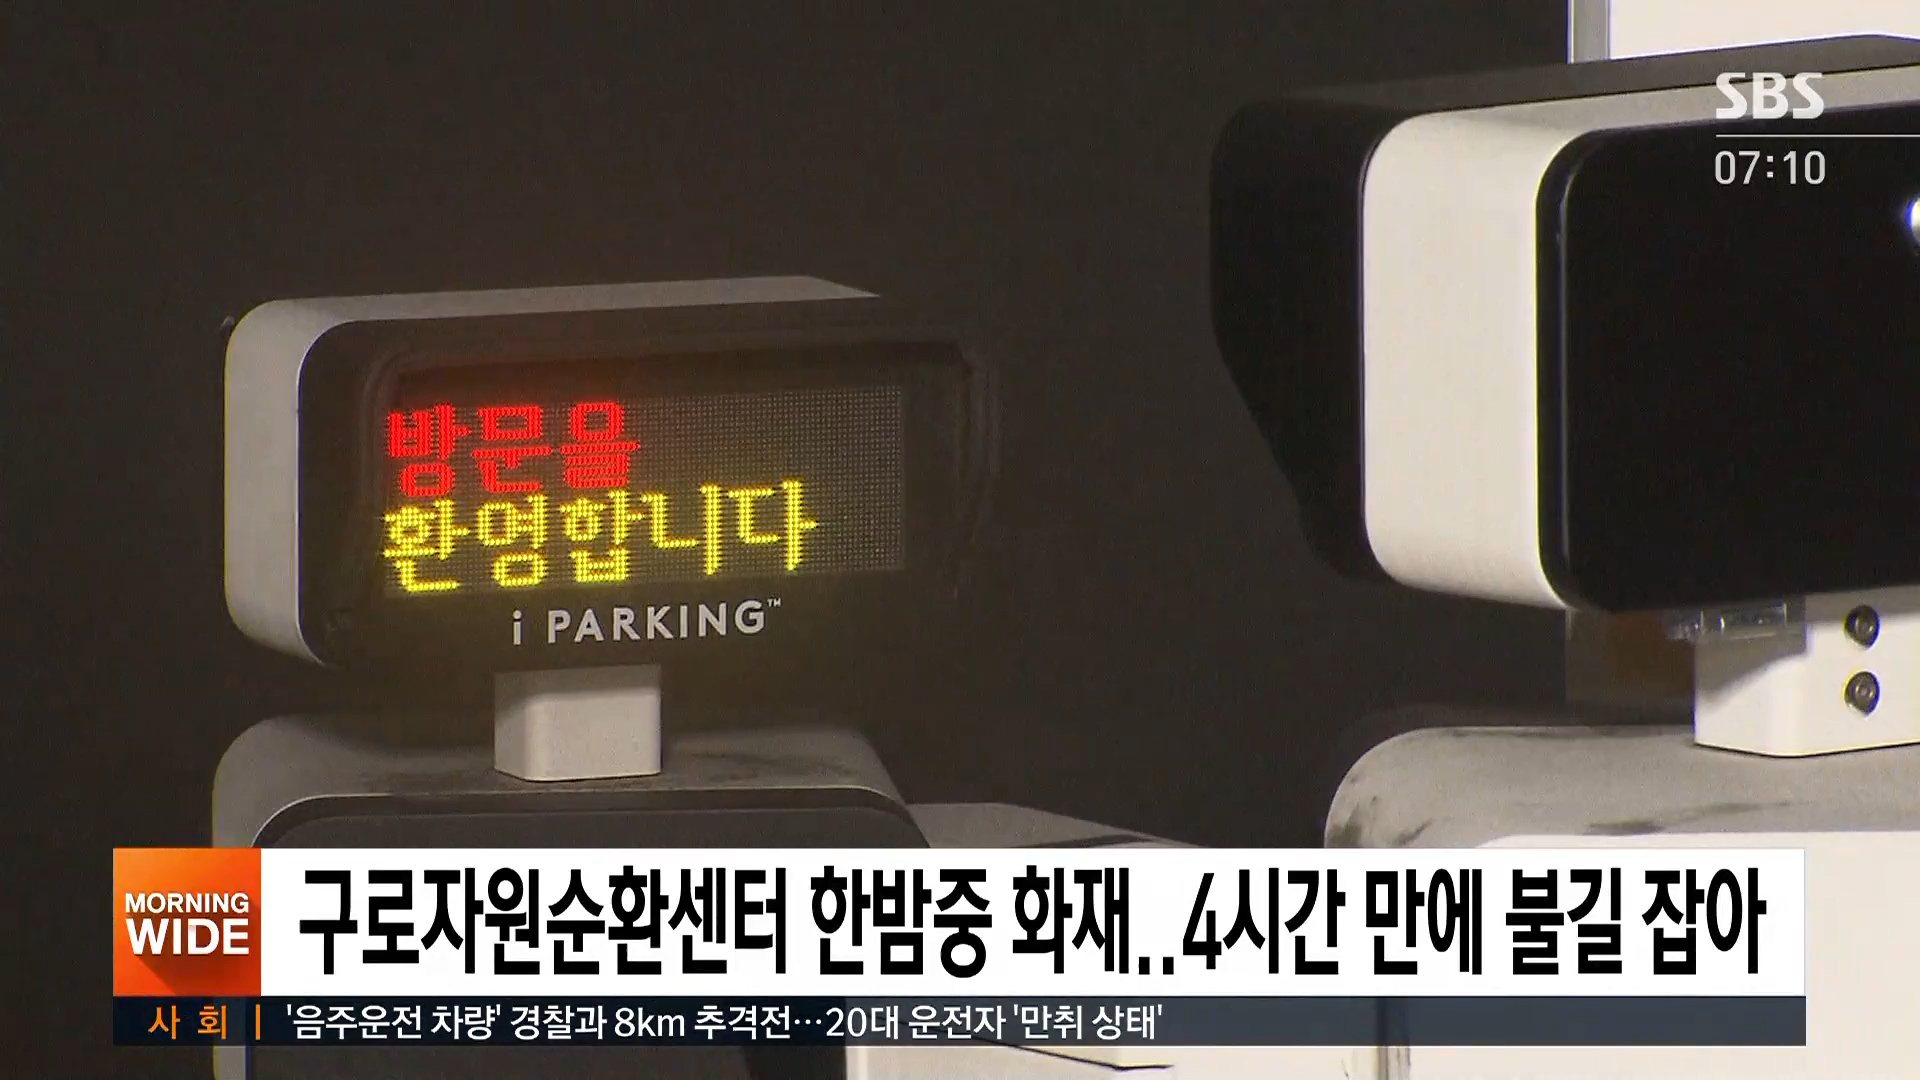 SBS
07:10
방문을
환영합니다
i PARKING™
MORNING
WIDE
구로자원순환센터 한밤중 화재..4시간 만에 불길 잡아
사회 | '음주운전 차량' 경찰과 8km 추격전…20대 운전자 '만취 상태'